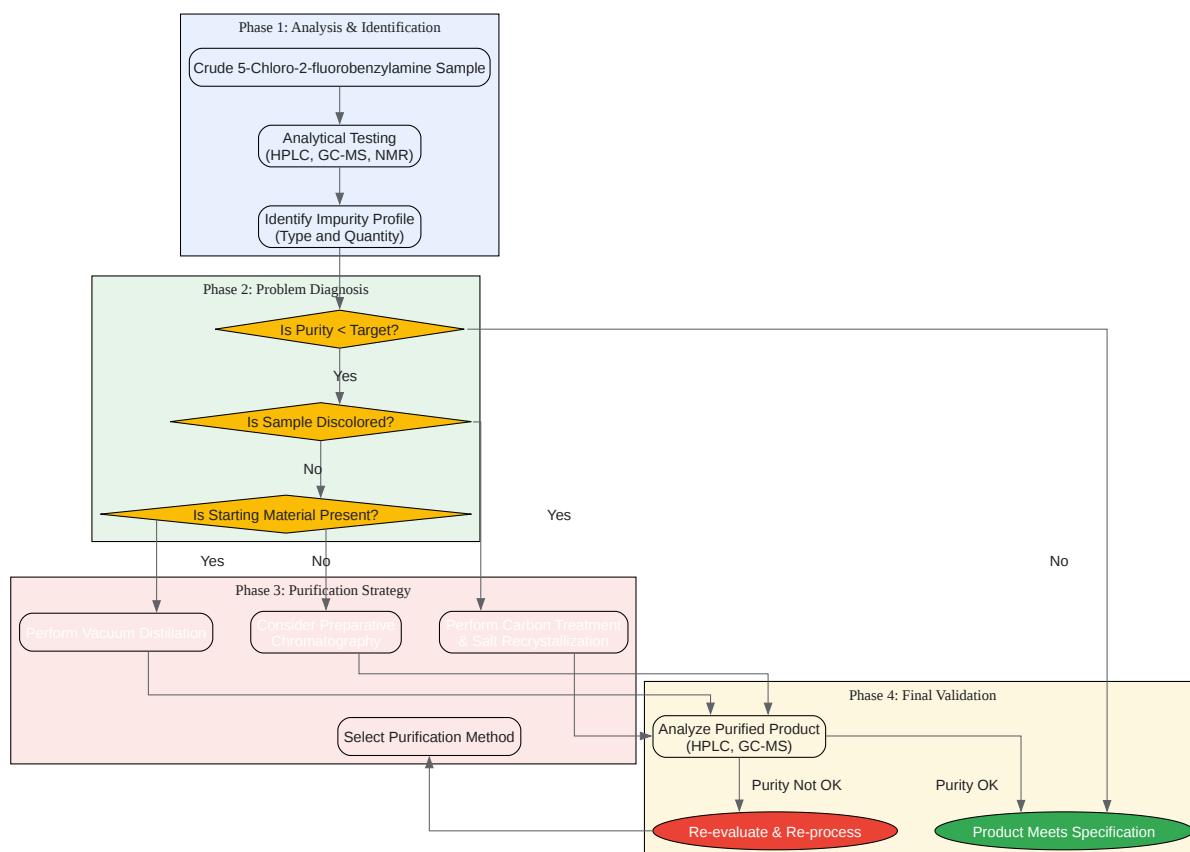 Phase 1: Analysis & Identification
Crude 5-Chloro-2-fluorobenzylamine Sample
Analytical Testing
(HPLC, GC-MS, NMR)
Identify Impurity Profile
(Type and Quantity)
Phase 2: Problem Diagnosis
Is Purity < Target?
Yes
Is Sample Discolored?
No
Is Starting Material Present?
Yes
Yes
No
No
Phase 3: Purification Strategy
Perform Vacuum Distillation
Consider Preparative
Chromatography
Perform Carbon Treatment
& Salt Recrystallization
Select Purification Method
Phase 4: Final Validation
Analyze Purified Product
(HPLC, GC-MS)
Purity Not OK
Purity OK
Re-evaluate & Re-process
Product Meets Specification